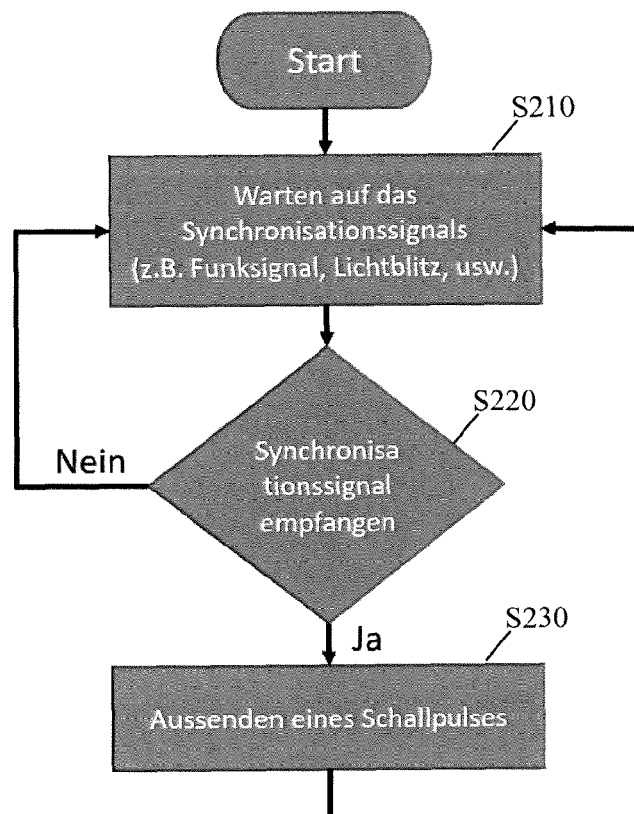 Start
S210
Warten auf das
Synchronisationssignals
(z.B. Funksignal, Lichtblitz, usw.)
S220
Nein
Synchronisa
tionssignal
empfangen
Ja
S230
Aussenden eines Schallpulses